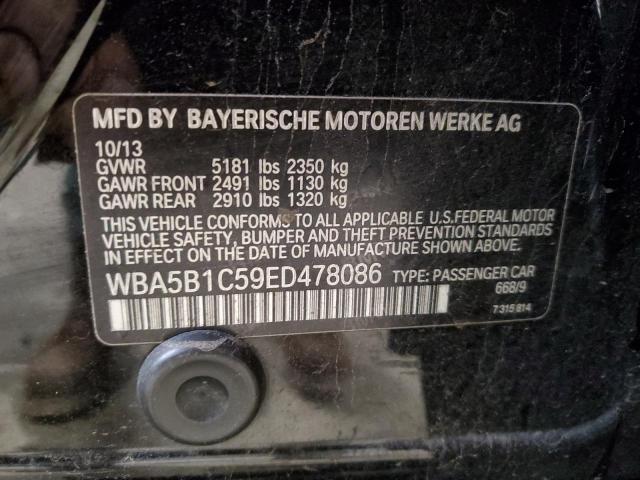 MFD BY BAYERISCHE MOTOREN WERKE AG
10/13
GVWR 5181 lbs 2350 kg
GAWR FRONT 2491 lbs 1130 kg
GAWR REAR 2910 lbs 1320 kg
THIS VEHICLE CONFORMS TO ALL APPLICABLE U.S.FEDERAL MOTOR
VEHICLE SAFETY, BUMPER AND THEFT PREVENTION STANDARDS
IN EFFECT ON THE DATE OF MANUFACTURE SHOWN ABOVE.
WBA5B1C59ED478086 TYPE: PASSENGER CAR
668/9
7 315 814